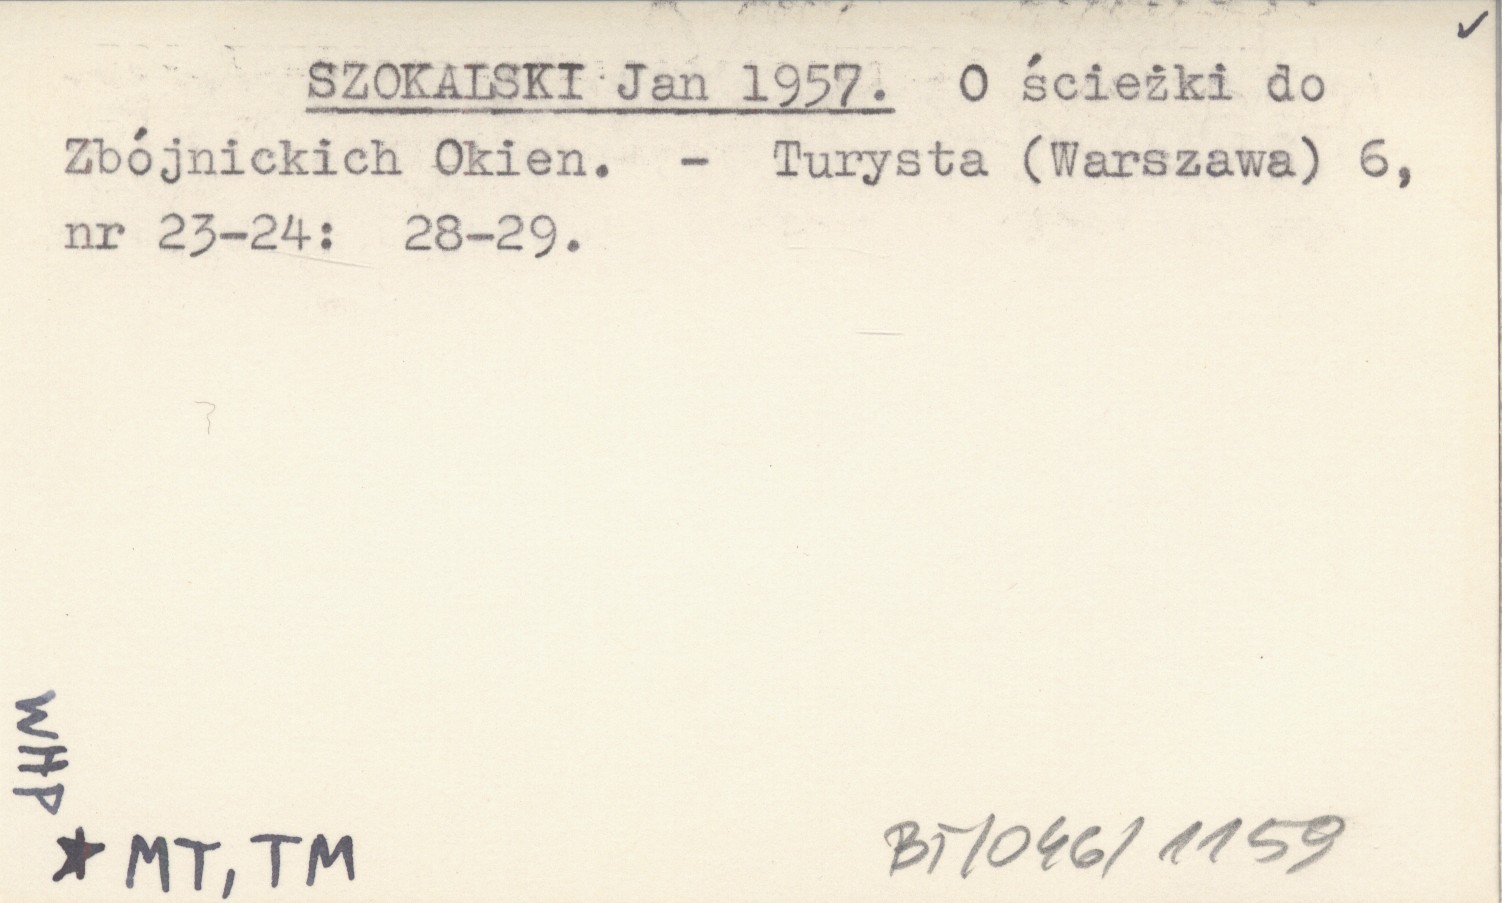 SZOKALSKI Jan 1957. O ścieżki do
Zbójnickich Okien. - Turysta (Warszawa) 6,
nr 23-24: 28-29.
WHP
★ MT, TM
BT/046/1159